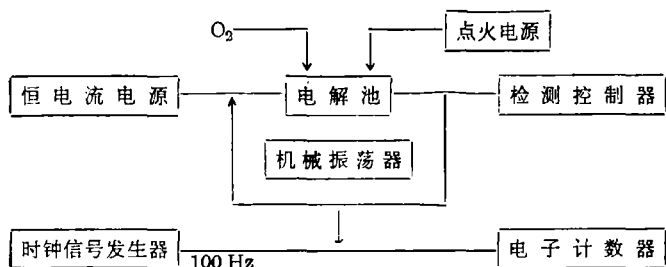 O₂
点火电源
恒电流电源
电解池
检测控制器
机械振荡器
时钟信号发生器
100 Hz
电子计数器